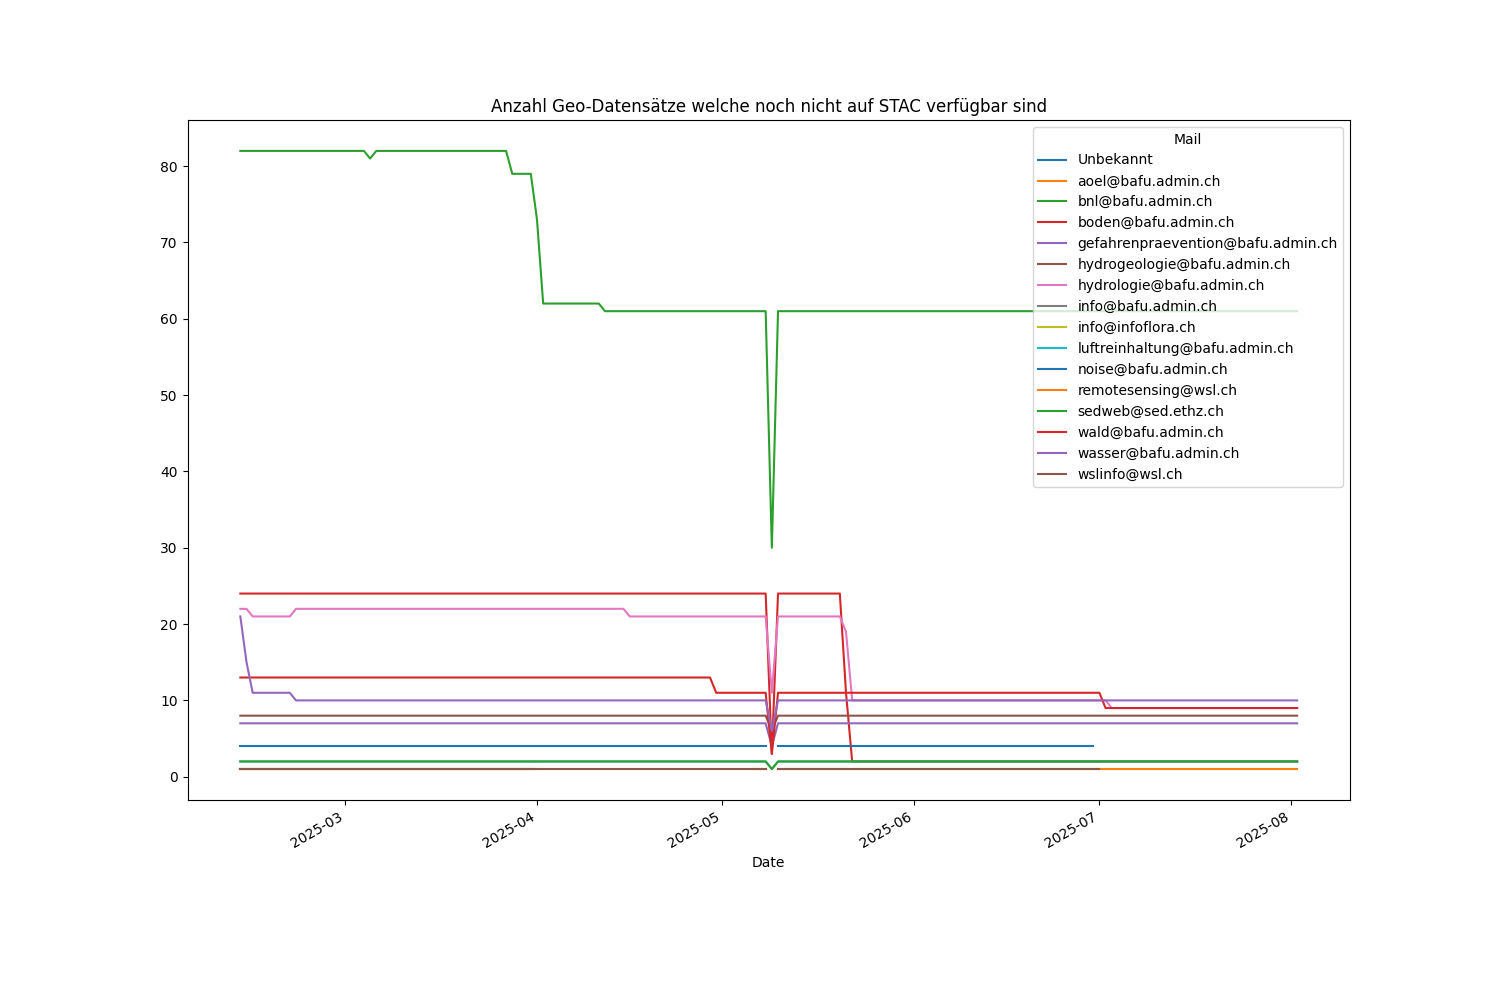 Anzahl Geo-Datensätze welche noch nicht auf STAC verfügbar sind
Mail
Unbekannt
aoel@bafu.admin.ch
bnl@bafu.admin.ch
boden@bafu.admin.ch
gefahrenpraevention@bafu.admin.ch
hydrogeologie@bafu.admin.ch
hydrologie@bafu.admin.ch
info@bafu.admin.ch
info@infoflora.ch
luftreinhaltung@bafu.admin.ch
noise@bafu.admin.ch
remotesensing@wsl.ch
sedweb@sed.ethz.ch
wald@bafu.admin.ch
wasser@bafu.admin.ch
wslinfo@wsl.ch
80
70
60
50
40
30
20
10
0
2025-03
2025-04
2025-05
2025-06
2025-07
2025-08
Date